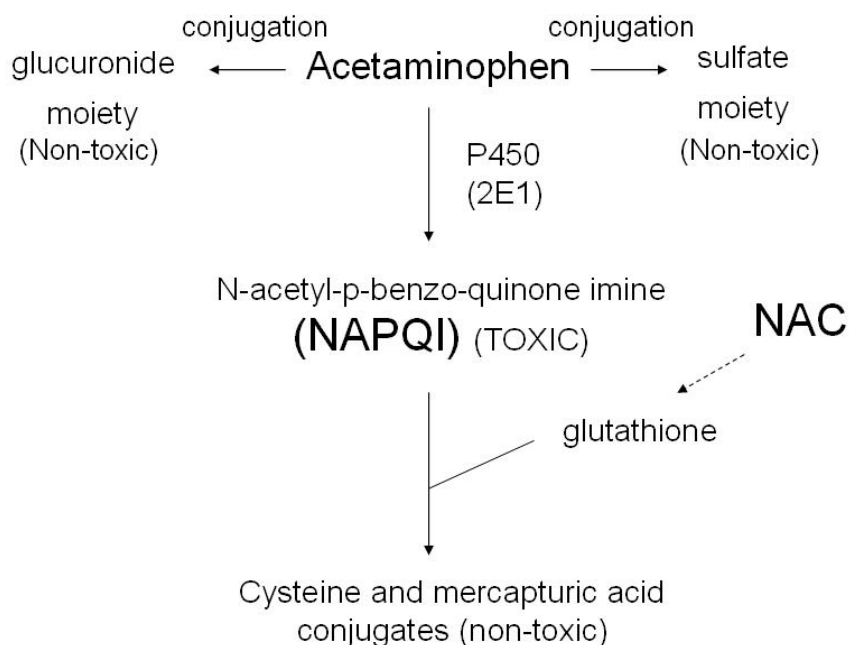 conjugation
conjugation
glucuronide
Acetaminophen
sulfate
moiety
(Non-toxic)
moiety
(Non-toxic)
P450
(2E1)
N-acetyl-p-benzo-quinone imine
(NAPQI) (TOXIC)
NAC
glutathione
Cysteine and mercapturic acid
conjugates (non-toxic)